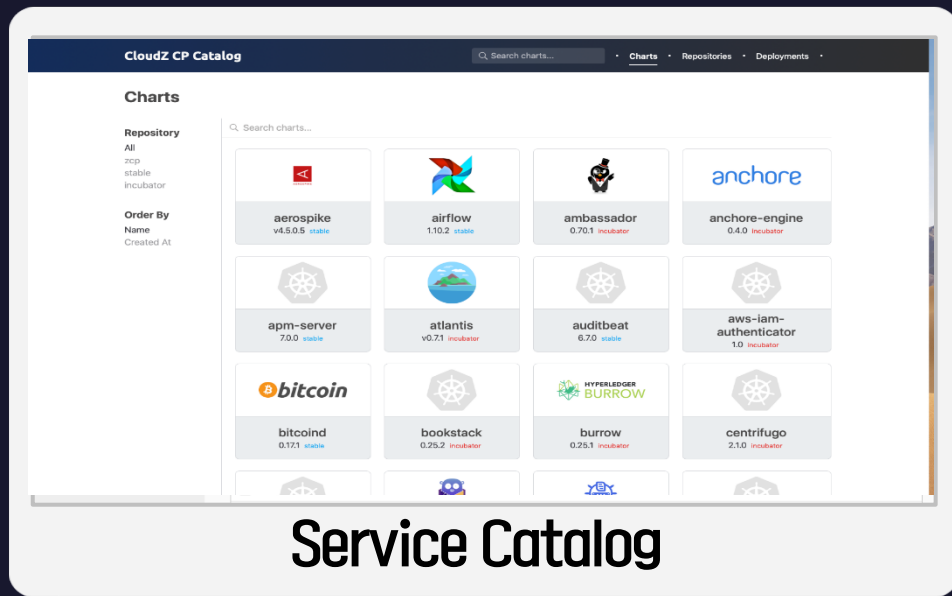 CloudZ CP Catalog
Search charts...
Charts
Repositories
Deployments
Charts
Repository
All
zcp
stable
incubator
Order By
Name
Created At
Search charts...
aerospike
v4.5.0.5 stable
airflow
1.10.2 stable
ambassador
0.70.1 incubator
anchore
anchore-engine
0.4.0 incubator
apm-server
7.0.0 stable
atlantis
v0.7.1 incubator
auditbeat
6.7.0 stable
aws-iam-
authenticator
1.0 incubator
bitcoin
bitcoind
0.17.1 stable
bookstack
0.25.2 incubator
HYPERLEDGER
BURROW
burrow
0.25.1 incubator
centrifugo
2.1.0 incubator
Service Catalog